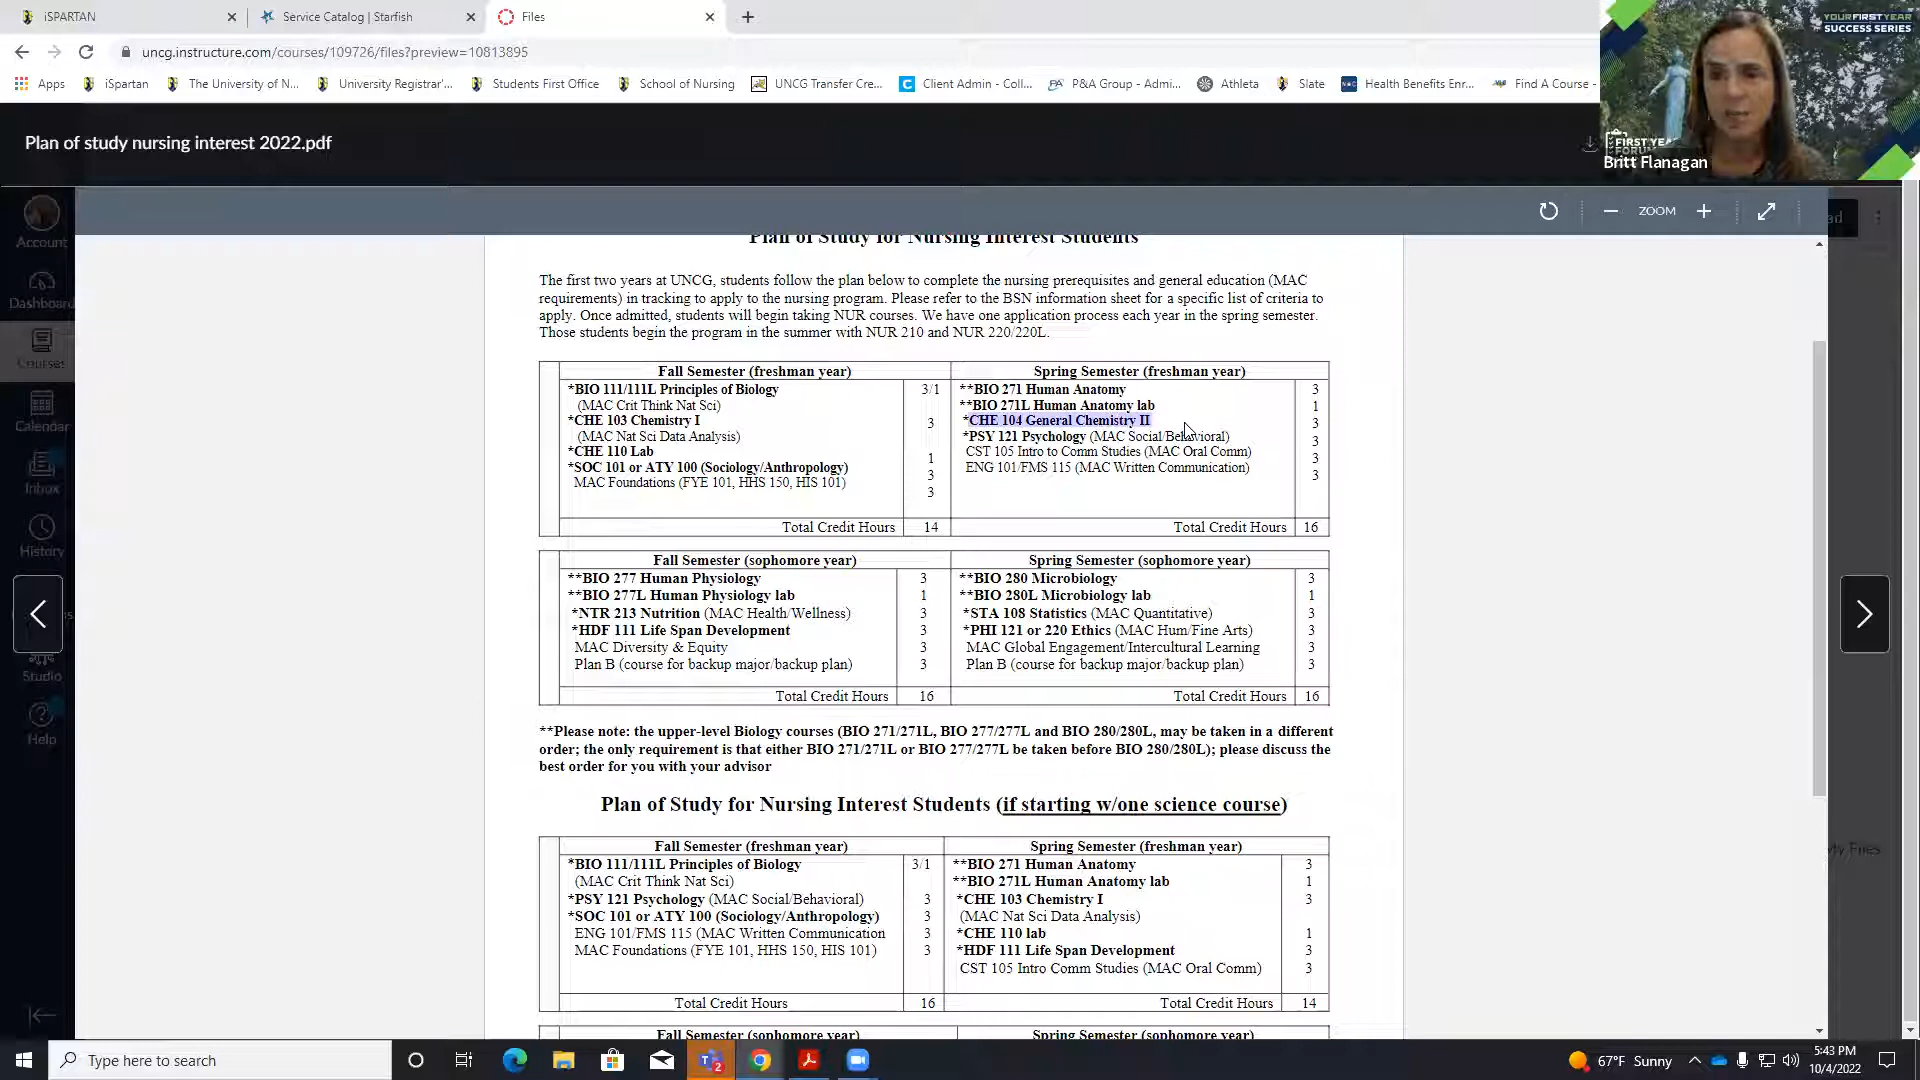 iSPARTAN
Service Catalog | Starfish
Files
YOUR FIRST YEAR
SUCCESS SERIES
uncg.instructure.com/courses/109726/files?preview=10813895
Apps
iSpartan
The University of N...
University Registrar'...
Students First Office
School of Nursing
UNCG Transfer Cre...
Client Admin - Coll...
P&A Group - Admi...
Athleta
Slate
Health Benefits Enr...
Find A Course -
Plan of study nursing interest 2022.pdf
FIRST YE
Britt Flanagan
ZOOM
Account
Dashboard
Courses
Calendar
Inbox
History
Studio
Help
Plan of Study for Nursing Interest Students
The first two years at UNCG, students follow the plan below to complete the nursing prerequisites and general education (MAC
requirements) in tracking to apply to the nursing program. Please refer to the BSN information sheet for a specific list of criteria to
apply. Once admitted, students will begin taking NUR courses. We have one application process each year in the spring semester.
Those students begin the program in the summer with NUR 210 and NUR 220/220L.
Fall Semester (freshman year)
*BIO 111/111L Principles of Biology 3/1
(MAC Crit Think Nat Sci)
*CHE 103 Chemistry I 3
(MAC Nat Sci Data Analysis)
*CHE 110 Lab 1
*SOC 101 or ATY 100 (Sociology/Anthropology) 3
MAC Foundations (FYE 101, HHS 150, HIS 101) 3
Total Credit Hours 14
Spring Semester (freshman year)
**BIO 271 Human Anatomy 3
**BIO 271L Human Anatomy lab 1
*CHE 104 General Chemistry II 3
*PSY 121 Psychology (MAC Social/Behavioral) 3
CST 105 Intro to Comm Studies (MAC Oral Comm) 3
ENG 101/FMS 115 (MAC Written Communication) 3
Total Credit Hours 16
Fall Semester (sophomore year)
**BIO 277 Human Physiology 3
**BIO 277L Human Physiology lab 1
*NTR 213 Nutrition (MAC Health/Wellness) 3
*HDF 111 Life Span Development 3
MAC Diversity & Equity 3
Plan B (course for backup major/backup plan) 3
Total Credit Hours 16
Spring Semester (sophomore year)
**BIO 280 Microbiology 3
**BIO 280L Microbiology lab 1
*STA 108 Statistics (MAC Quantitative) 3
*PHI 121 or 220 Ethics (MAC Hum/Fine Arts) 3
MAC Global Engagement/Intercultural Learning 3
Plan B (course for backup major/backup plan) 3
Total Credit Hours 16
**Please note: the upper-level Biology courses (BIO 271/271L, BIO 277/277L and BIO 280/280L, may be taken in a different
order; the only requirement is that either BIO 271/271L or BIO 277/277L be taken before BIO 280/280L); please discuss the
best order for you with your advisor
Plan of Study for Nursing Interest Students (if starting w/one science course)
Fall Semester (freshman year)
*BIO 111/111L Principles of Biology 3/1
(MAC Crit Think Nat Sci)
*PSY 121 Psychology (MAC Social/Behavioral) 3
*SOC 101 or ATY 100 (Sociology/Anthropology) 3
ENG 101/FMS 115 (MAC Written Communication 3
MAC Foundations (FYE 101, HHS 150, HIS 101) 3
Total Credit Hours 16
Spring Semester (freshman year)
**BIO 271 Human Anatomy 3
**BIO 271L Human Anatomy lab 1
*CHE 103 Chemistry I 3
(MAC Nat Sci Data Analysis)
*CHE 110 lab 1
*HDF 111 Life Span Development 3
CST 105 Intro Comm Studies (MAC Oral Comm) 3
Total Credit Hours 14
Fall Semester (sophomore year)
Spring Semester (sophomore year)
Type here to search
67°F Sunny
5:43 PM
10/4/2022